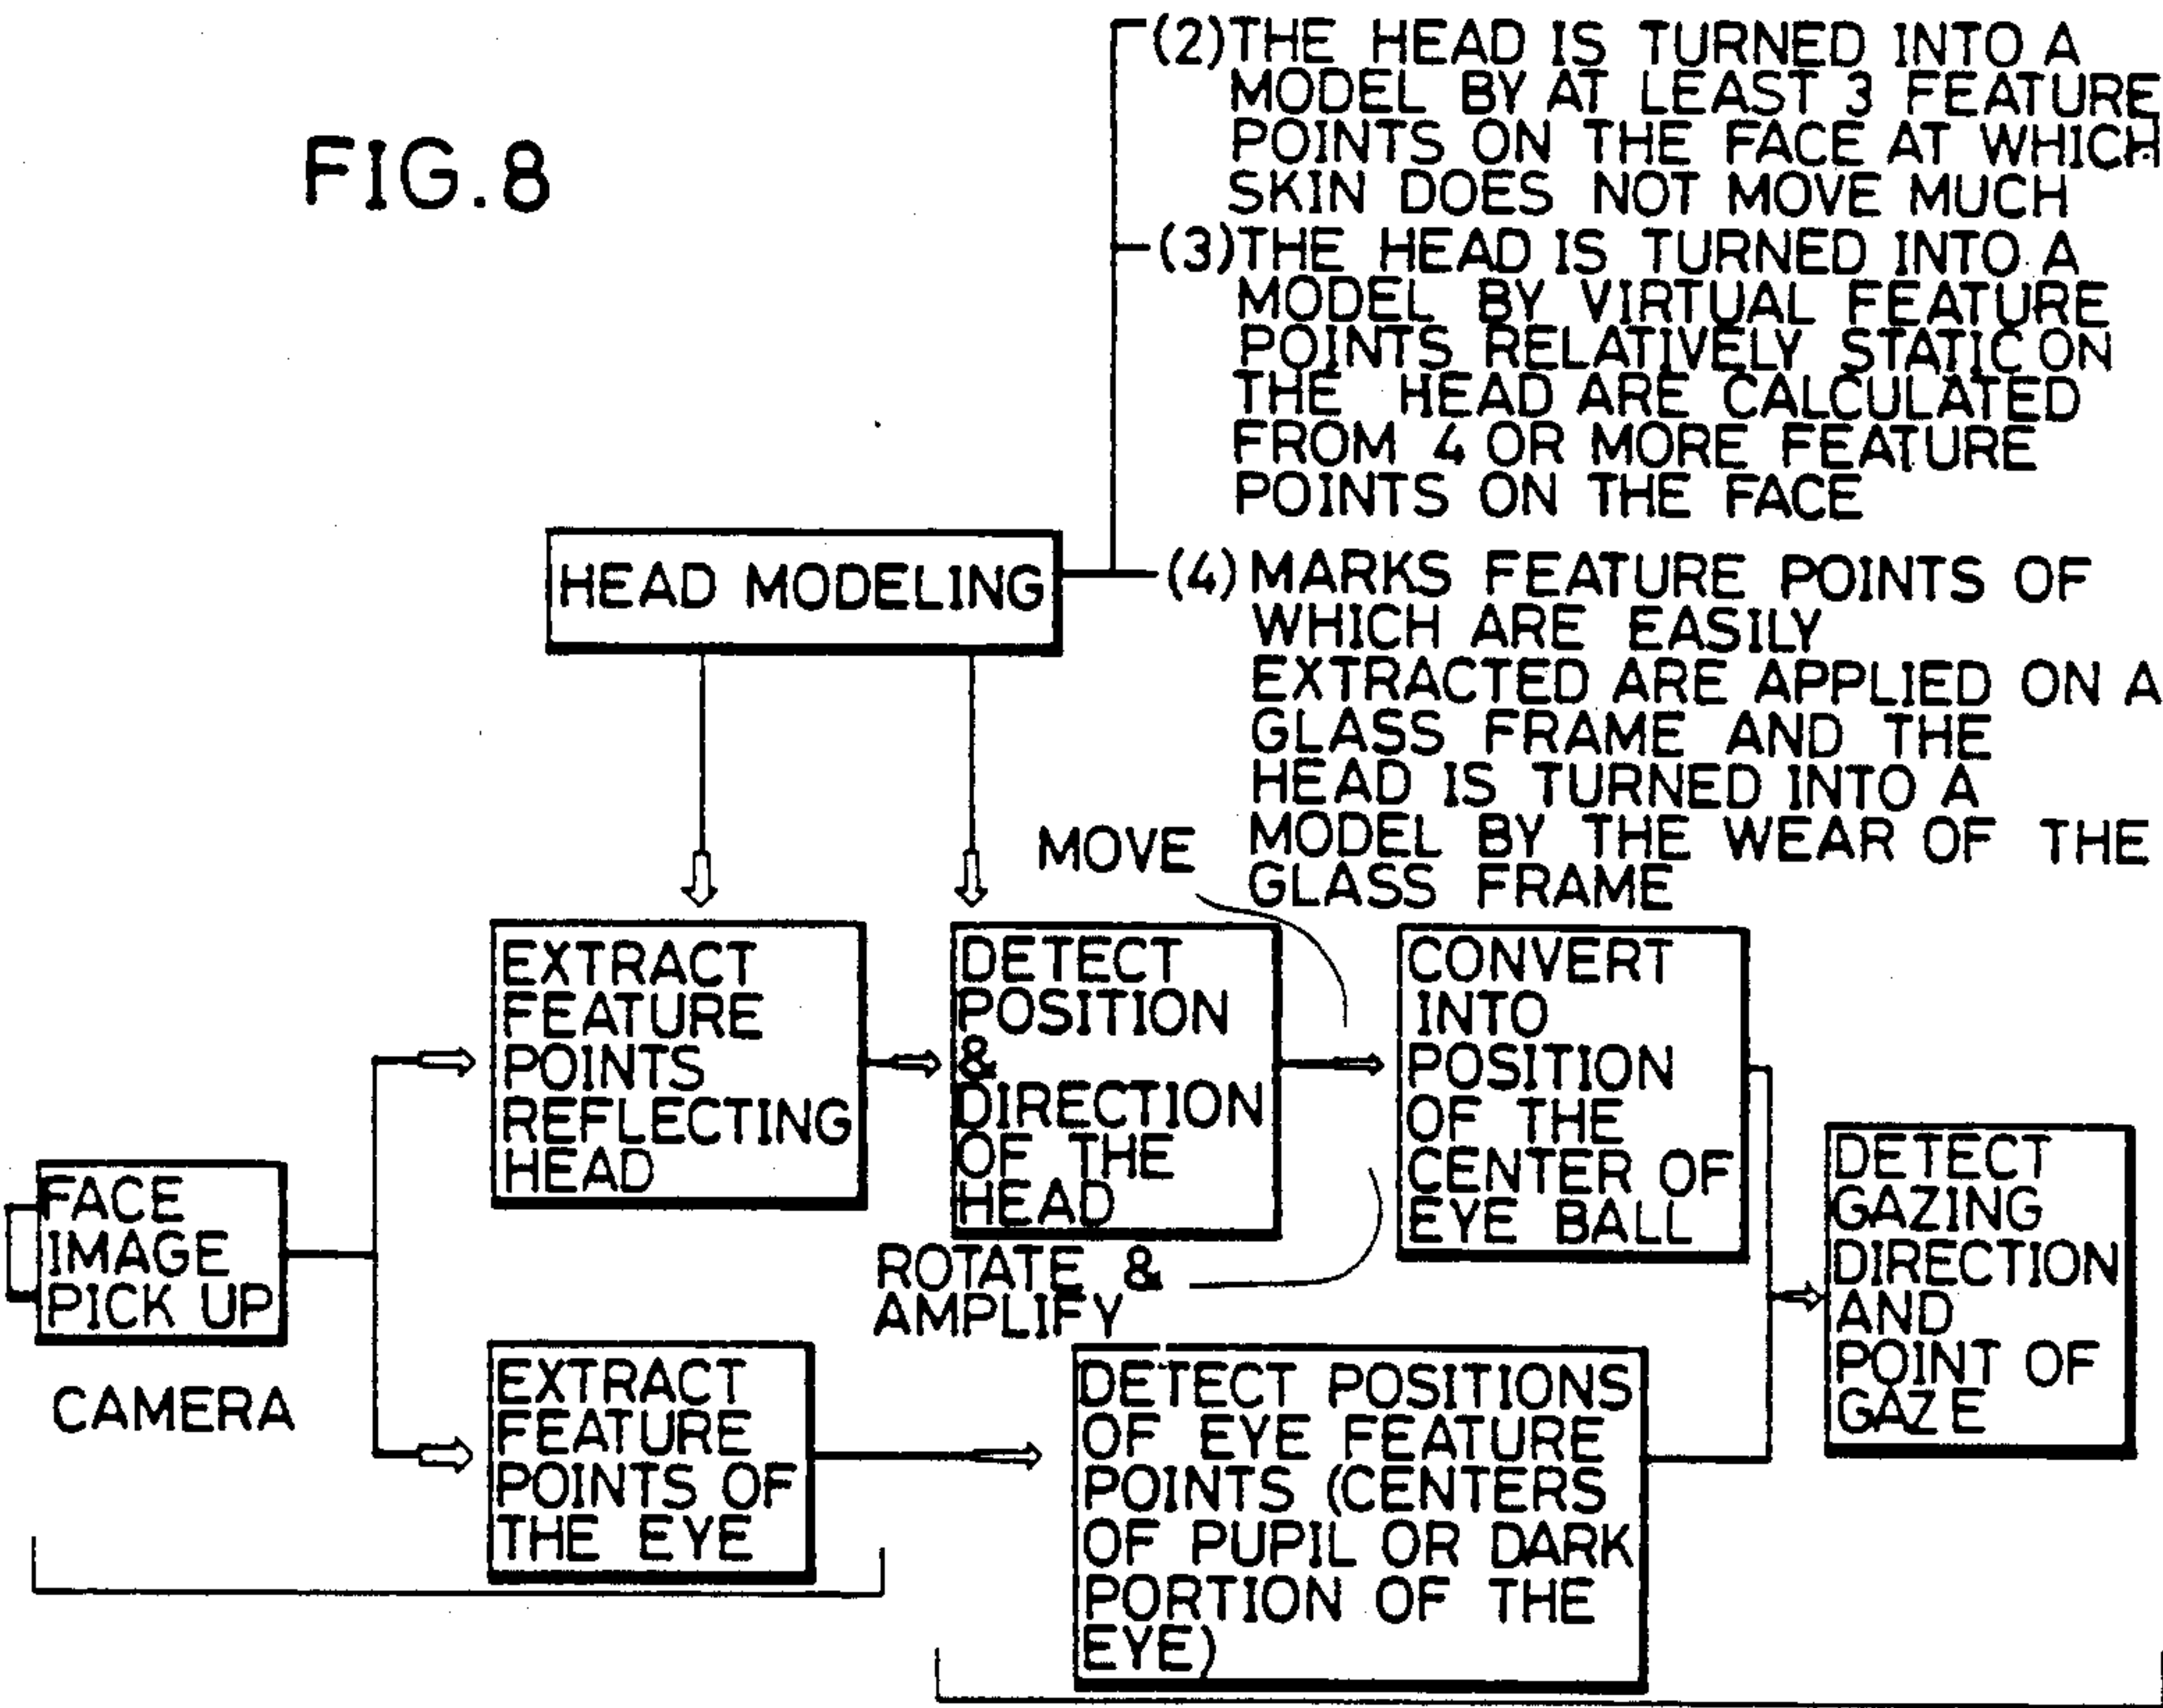 FIG.8
(2)THE HEAD IS TURNED INTO A
MODEL BY AT LEAST 3 FEATURE
POINTS ON THE FACE AT WHICH
SKIN DOES NOT MOVE MUCH
(3)THE HEAD IS TURNED INTO A
MODEL BY VIRTUAL FEATURE
POINTS RELATIVELY STATIC ON
THE HEAD ARE CALCULATED
FROM 4 OR MORE FEATURE
POINTS ON THE FACE
HEAD MODELING
(4) MARKS FEATURE POINTS OF
WHICH ARE EASILY
EXTRACTED ARE APPLIED ON A
GLASS FRAME AND THE
HEAD IS TURNED INTO A
MODEL BY THE WEAR OF THE
GLASS FRAME
MOVE
EXTRACT
FEATURE
POINTS
REFLECTING
HEAD
DETECT
POSITION
&
DIRECTION
OF THE
HEAD
CONVERT
INTO
POSITION
OF THE
CENTER OF
EYE BALL
FACE
IMAGE
PICK UP
CAMERA
ROTATE &
AMPLIFY
EXTRACT
FEATURE
POINTS OF
THE EYE
DETECT POSITIONS
OF EYE FEATURE
POINTS (CENTERS
OF PUPIL OR DARK
PORTION OF THE
EYE)
DETECT
GAZING
DIRECTION
AND
POINT OF
GAZE